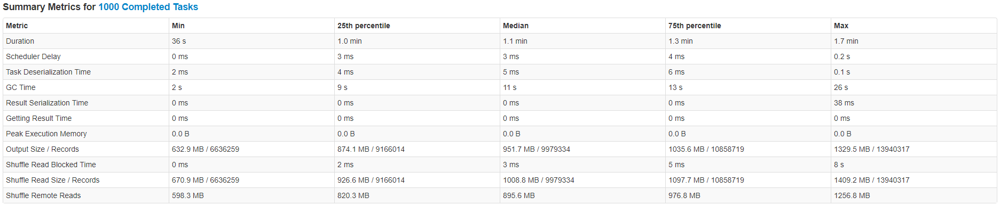 Summary Metrics for 1000 Completed Tasks
Metric Min 25th percentile Median 75th percentile Max
Duration 36 s 1.0 min 1.1 min 1.3 min 1.7 min
Scheduler Delay 0 ms 3 ms 3 ms 4 ms 0.2 s
Task Deserialization Time 2 ms 4 ms 5 ms 6 ms 0.1 s
GC Time 2 s 9 s 11 s 13 s 26 s
Result Serialization Time 0 ms 0 ms 0 ms 0 ms 38 ms
Getting Result Time 0 ms 0 ms 0 ms 0 ms 0 ms
Peak Execution Memory 0.0 B 0.0 B 0.0 B 0.0 B 0.0 B
Output Size / Records 632.9 MB / 6636259 874.1 MB / 9166014 951.7 MB / 9979334 1035.6 MB / 10858719 1329.5 MB / 13940317
Shuffle Read Blocked Time 0 ms 2 ms 3 ms 5 ms 8 s
Shuffle Read Size / Records 670.9 MB / 6636259 926.6 MB / 9166014 1008.8 MB / 9979334 1097.7 MB / 10858719 1409.2 MB / 13940317
Shuffle Remote Reads 598.3 MB 820.3 MB 895.6 MB 976.8 MB 1256.8 MB